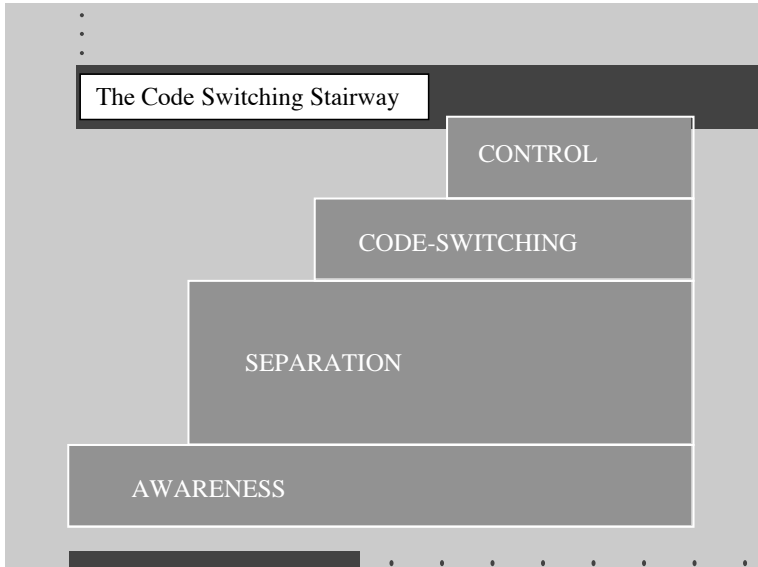 The Code Switching Stairway
CONTROL
CODE-SWITCHING
SEPARATION
AWARENESS